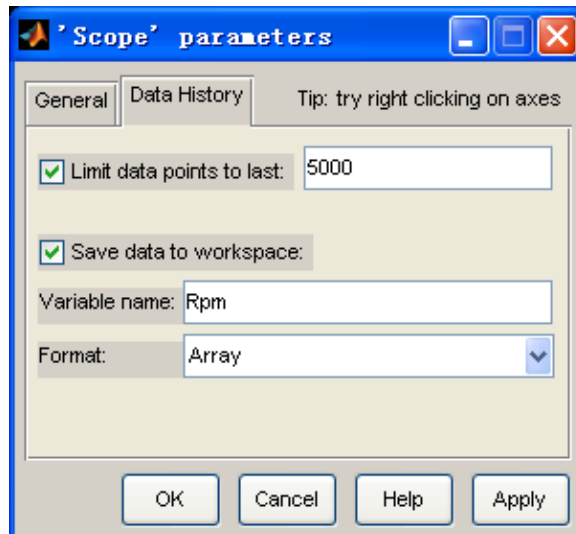 'Scope' parameters
General Data History Tip: try right clicking on axes
Limit data points to last: 5000
Save data to workspace:
Variable name: Rpm
Format: Array
OK Cancel Help Apply